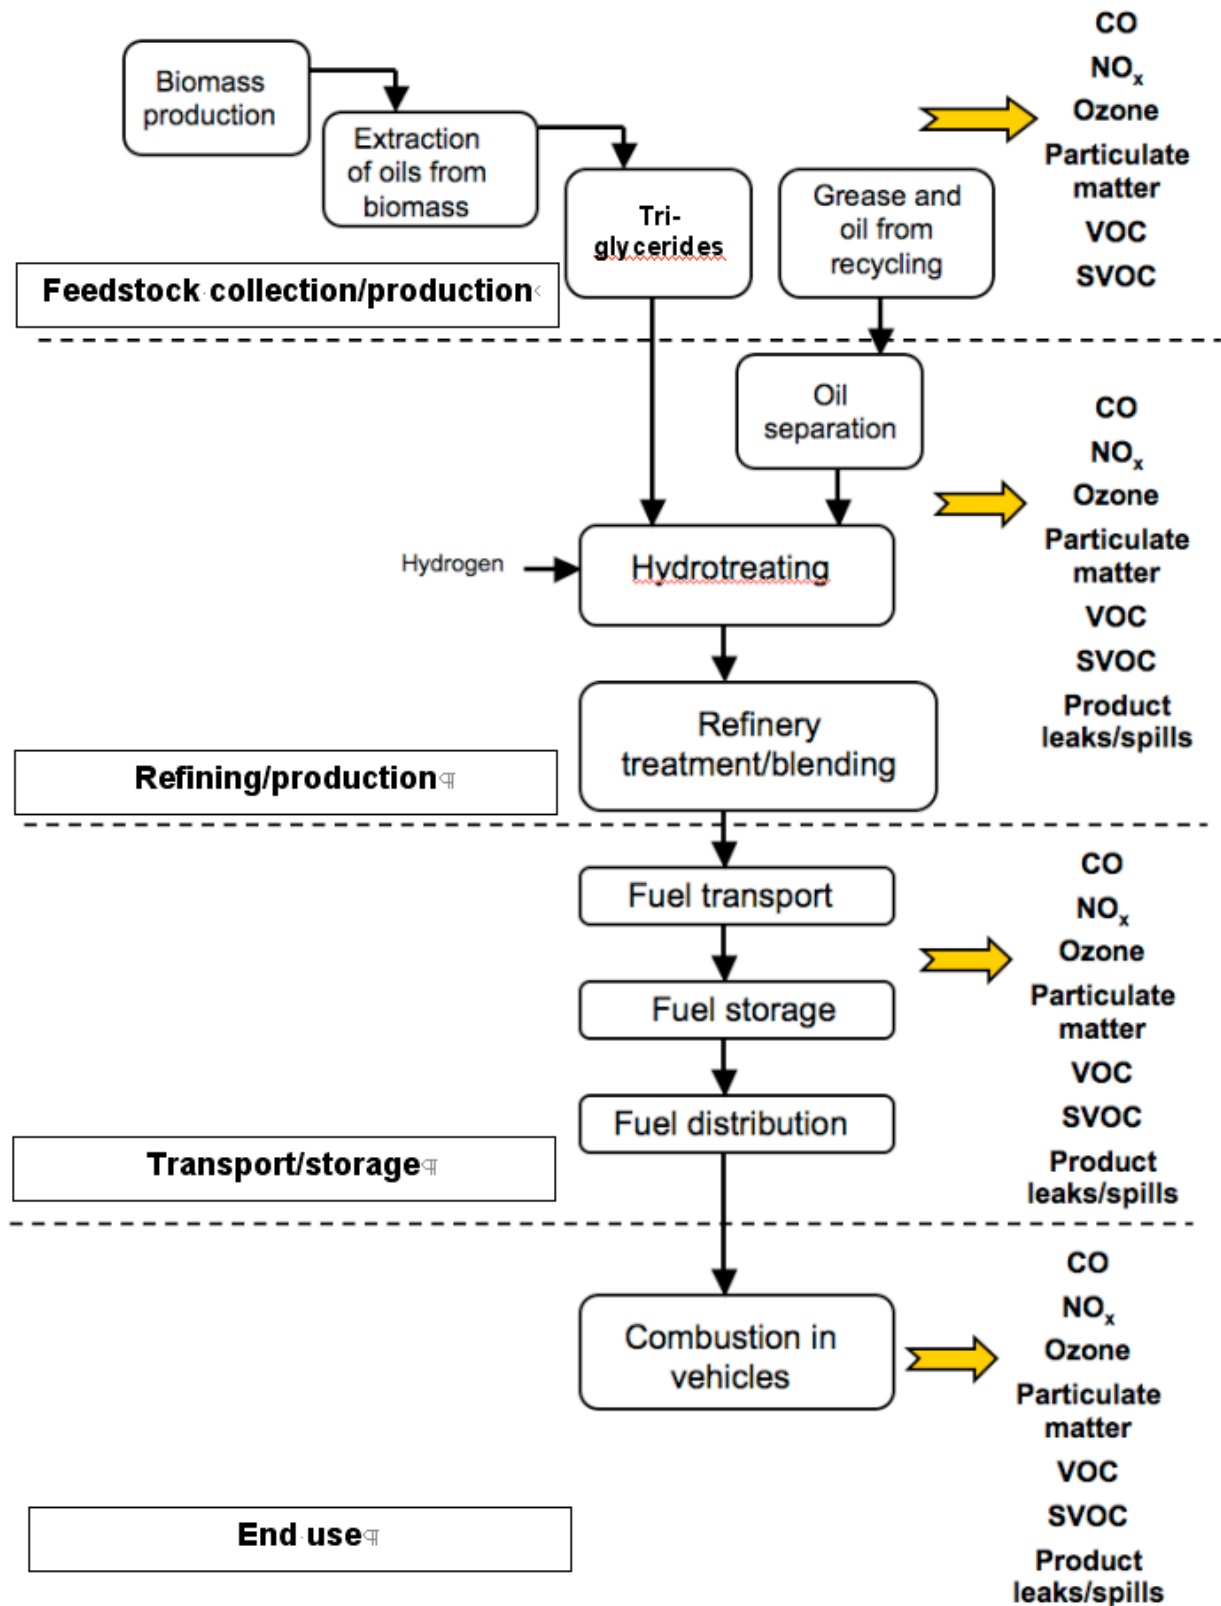 Biomass
production
Extraction
of oils from
biomass
Tri-
glycerides
Grease and
oil from
recycling
CO
NOx
Ozone
Particulate
matter
VOC
SVOC
Feedstock collection/production
Oil
separation
Hydrogen
Hydrotreating
Refinery
treatment/blending
CO
NOx
Ozone
Particulate
matter
VOC
SVOC
Product
leaks/spills
Refining/production¶
Fuel transport
Fuel storage
Fuel distribution
CO
NOx
Ozone
Particulate
matter
VOC
SVOC
Product
leaks/spills
Transport/storage¶
Combustion in
vehicles
CO
NOx
Ozone
Particulate
matter
VOC
SVOC
Product
leaks/spills
End use¶